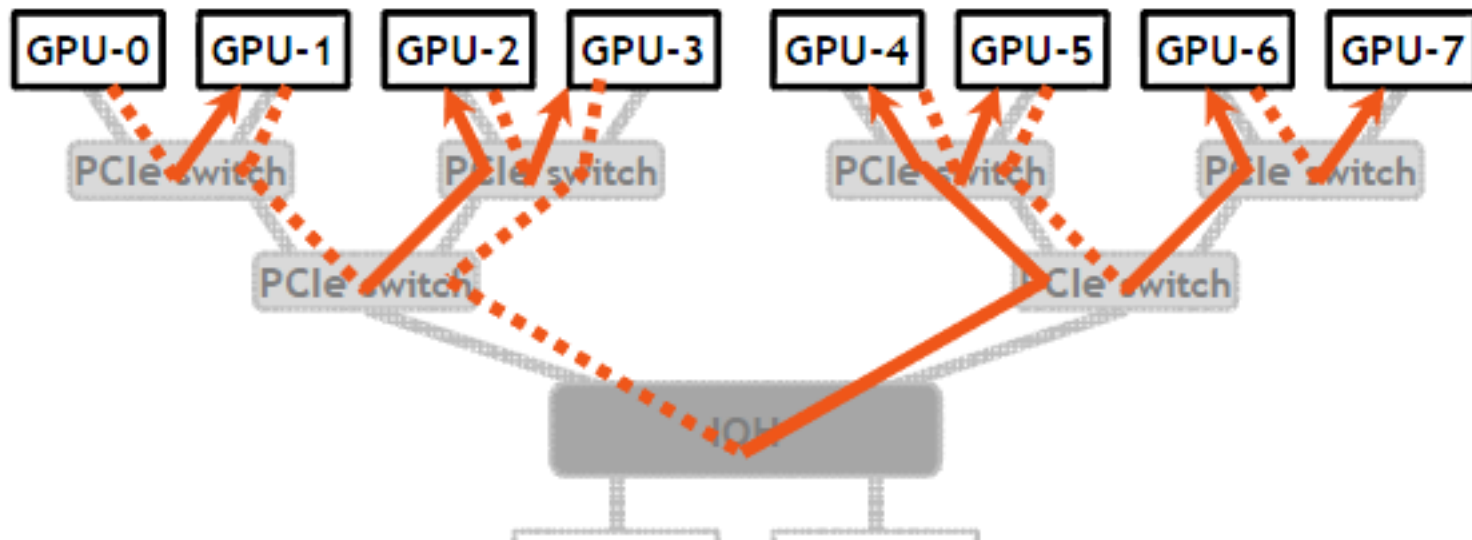 GPU-0 GPU-1 GPU-2 GPU-3 GPU-4 GPU-5 GPU-6 GPU-7
PCIe switch PCIe switch PCIe switch PCIe switch
PCIe switch PCIe switch
IOH